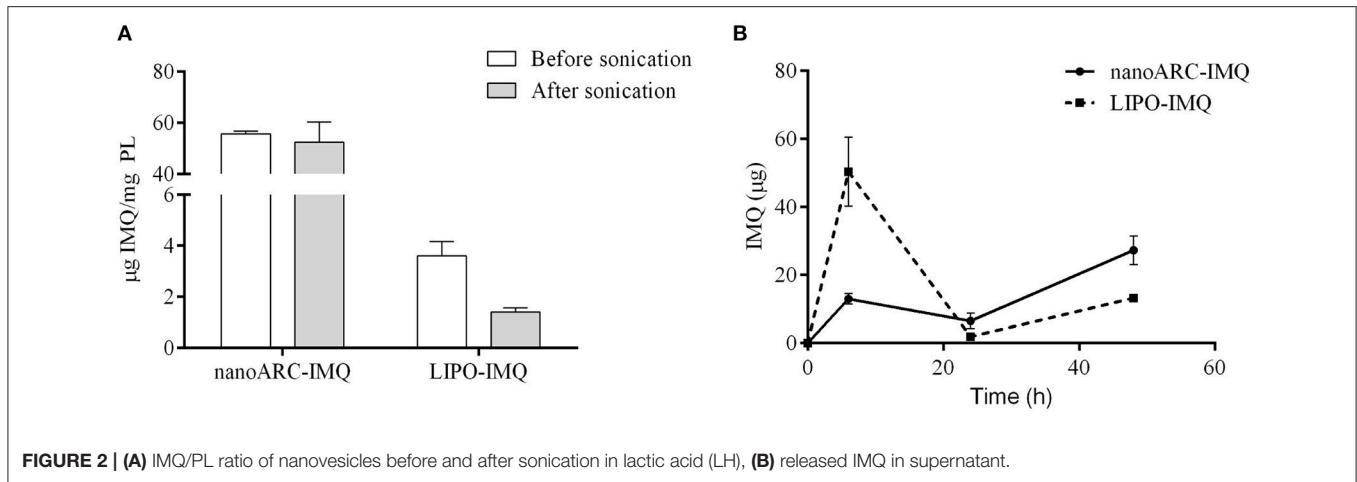 A
Before sonication
After sonication
µg IMQ/mg PL
80
60
40
6
4
2
0
nanoARC-IMQ
LIPO-IMQ
B
nanoARC-IMQ
LIPO-IMQ
IMQ (µg)
80
60
40
20
0
0
20
40
60
Time (h)
FIGURE 2 | (A) IMQ/PL ratio of nanovesicles before and after sonication in lactic acid (LH), (B) released IMQ in supernatant.